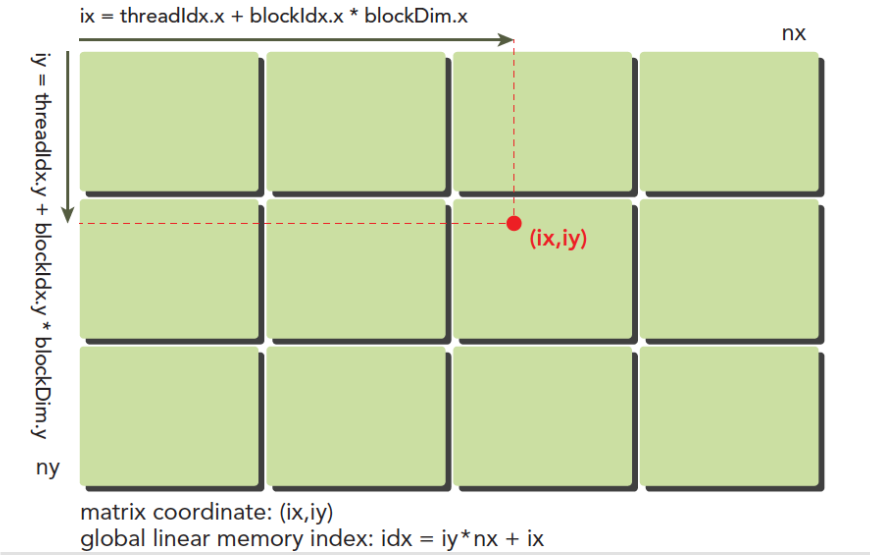 ix = threadIdx.x + blockIdx.x * blockDim.x
nx
iy = threadIdx.y + blockIdx.y * blockDim.y
(ix,iy)
ny
matrix coordinate: (ix,iy)
global linear memory index: idx = iy*nx + ix